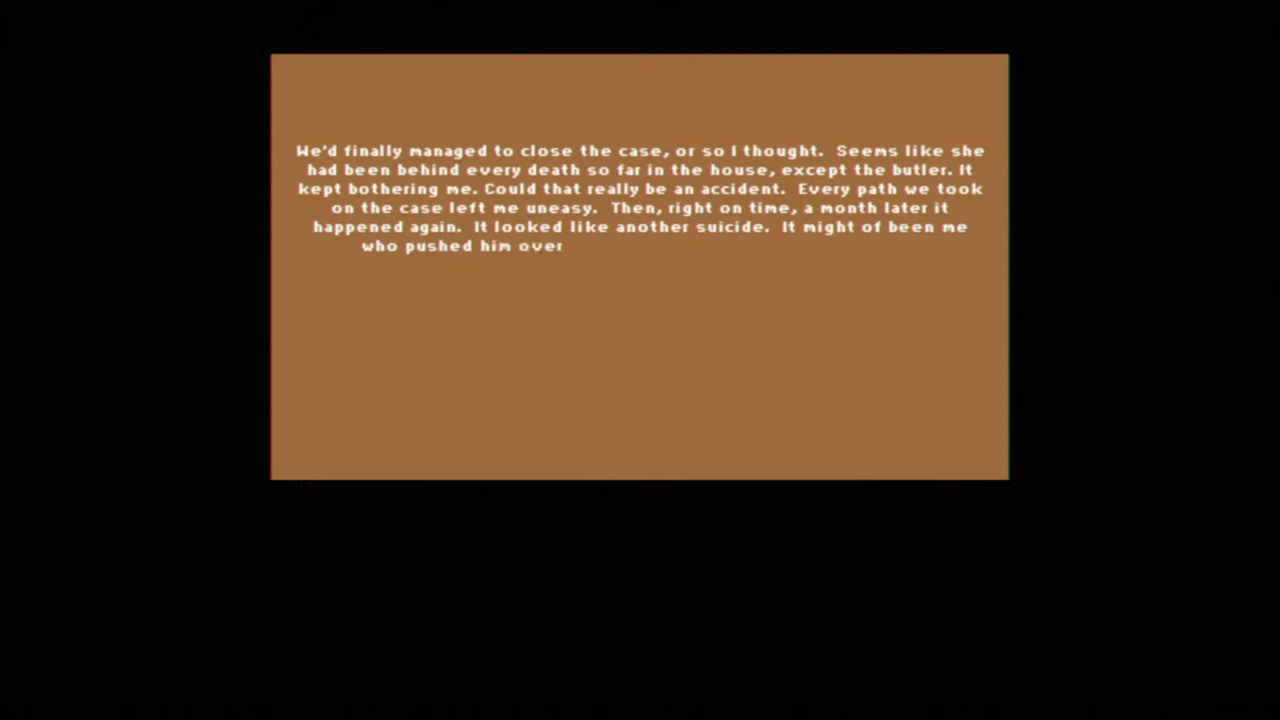 We'd finally managed to close the case, or so I thought.  Seems like she
had been behind every death so far in the house, except the butler. It
kept bothering me. Could that really be an accident.  Every path we took
on the case left me uneasy.  Then, right on time, a month later it
happened again.  It looked like another suicide.  It might of been me
who pushed him over